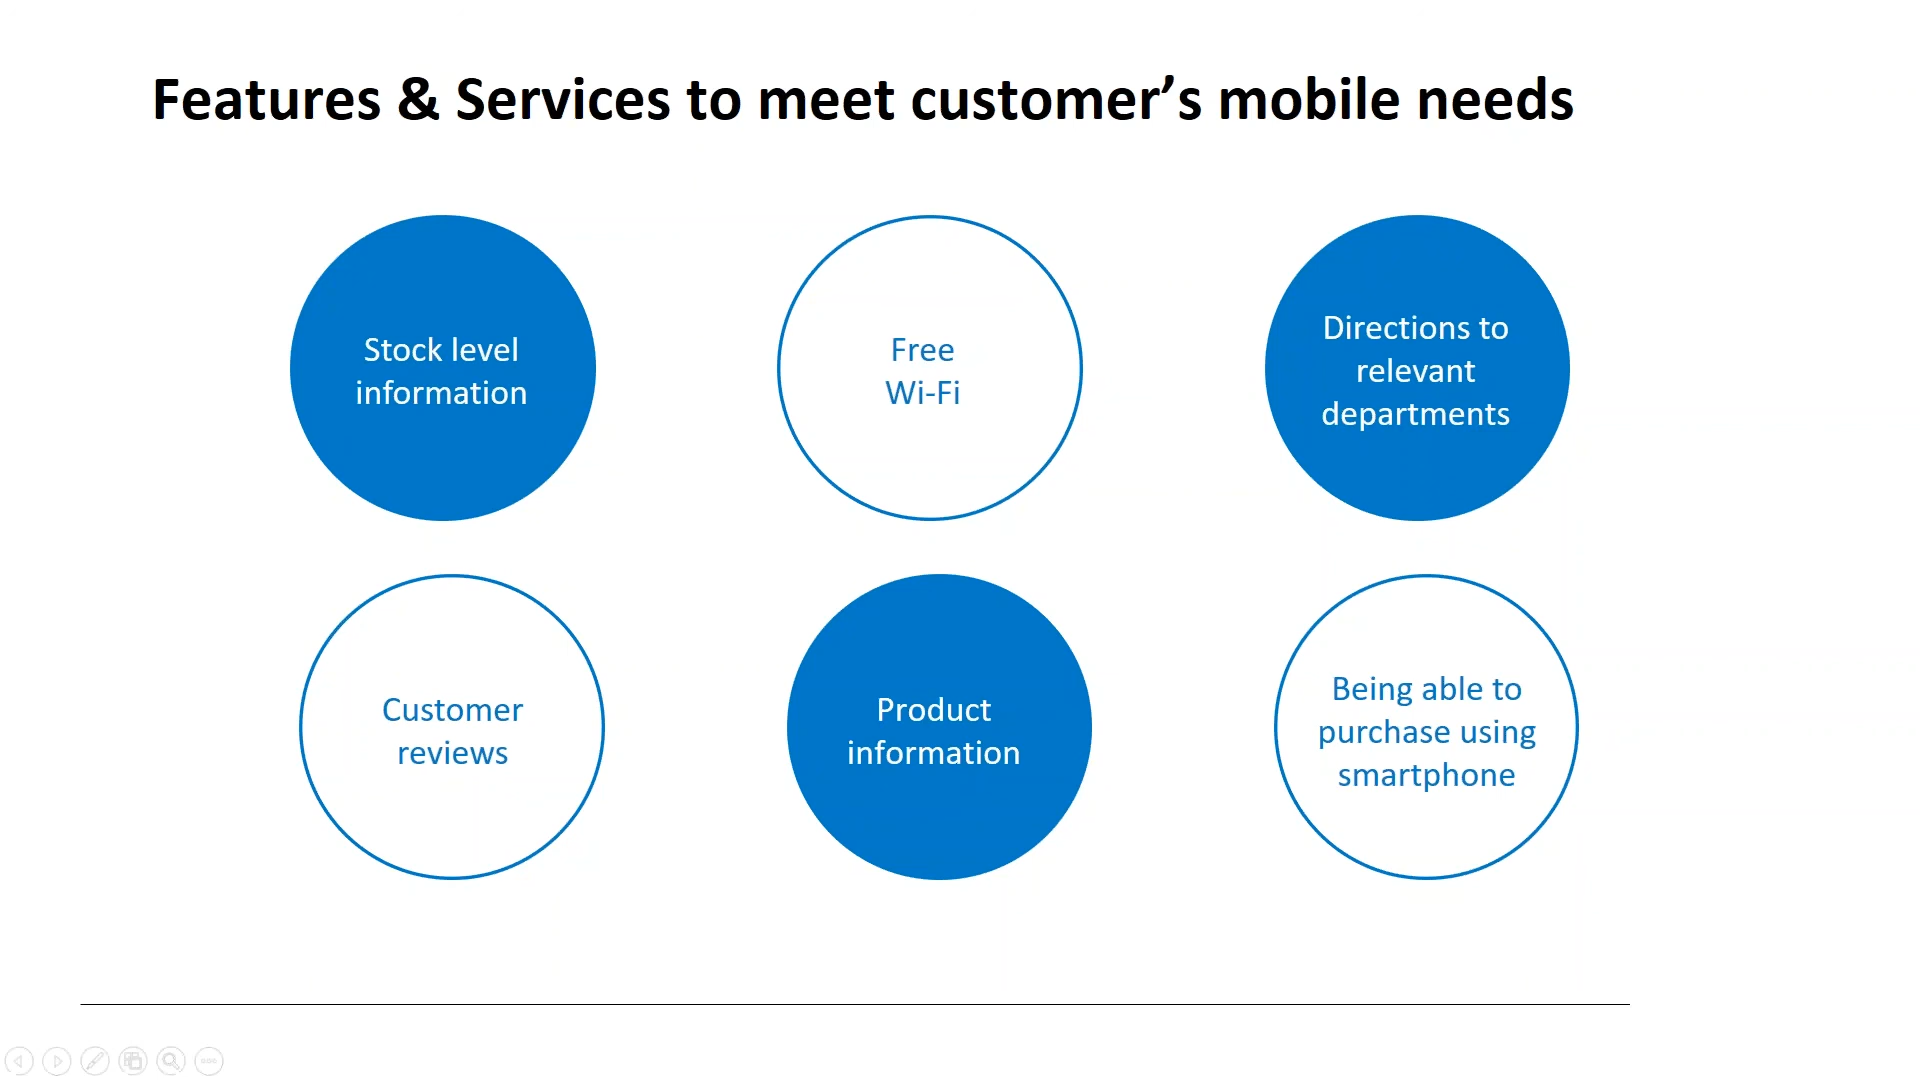 Features & Services to meet customer’s mobile needs
Stock level
information
Free
Wi-Fi
Directions to
relevant
departments
Customer
reviews
Product
information
Being able to
purchase using
smartphone